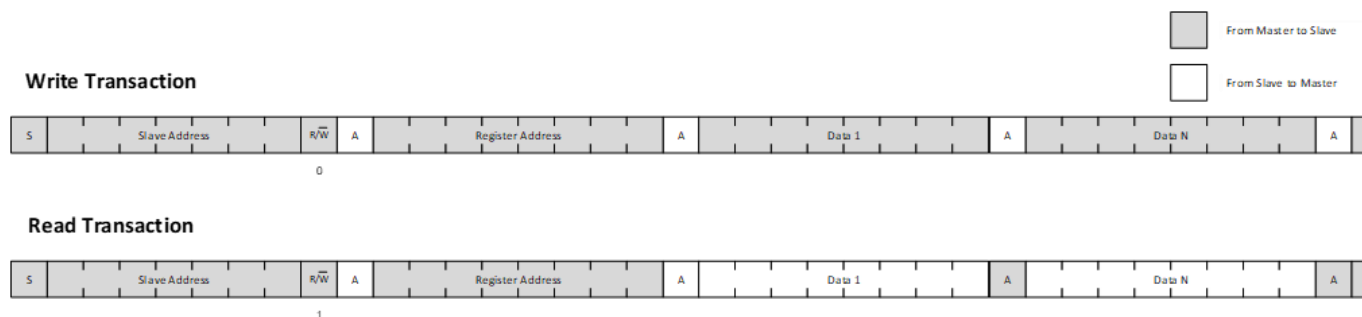 From Master to Slave
Write Transaction
From Slave to Master
S Slave Address R/W̅ A Register Address A Data 1 A Data N A
0
Read Transaction
S Slave Address R/W̅ A Register Address A Data 1 A Data N A
1